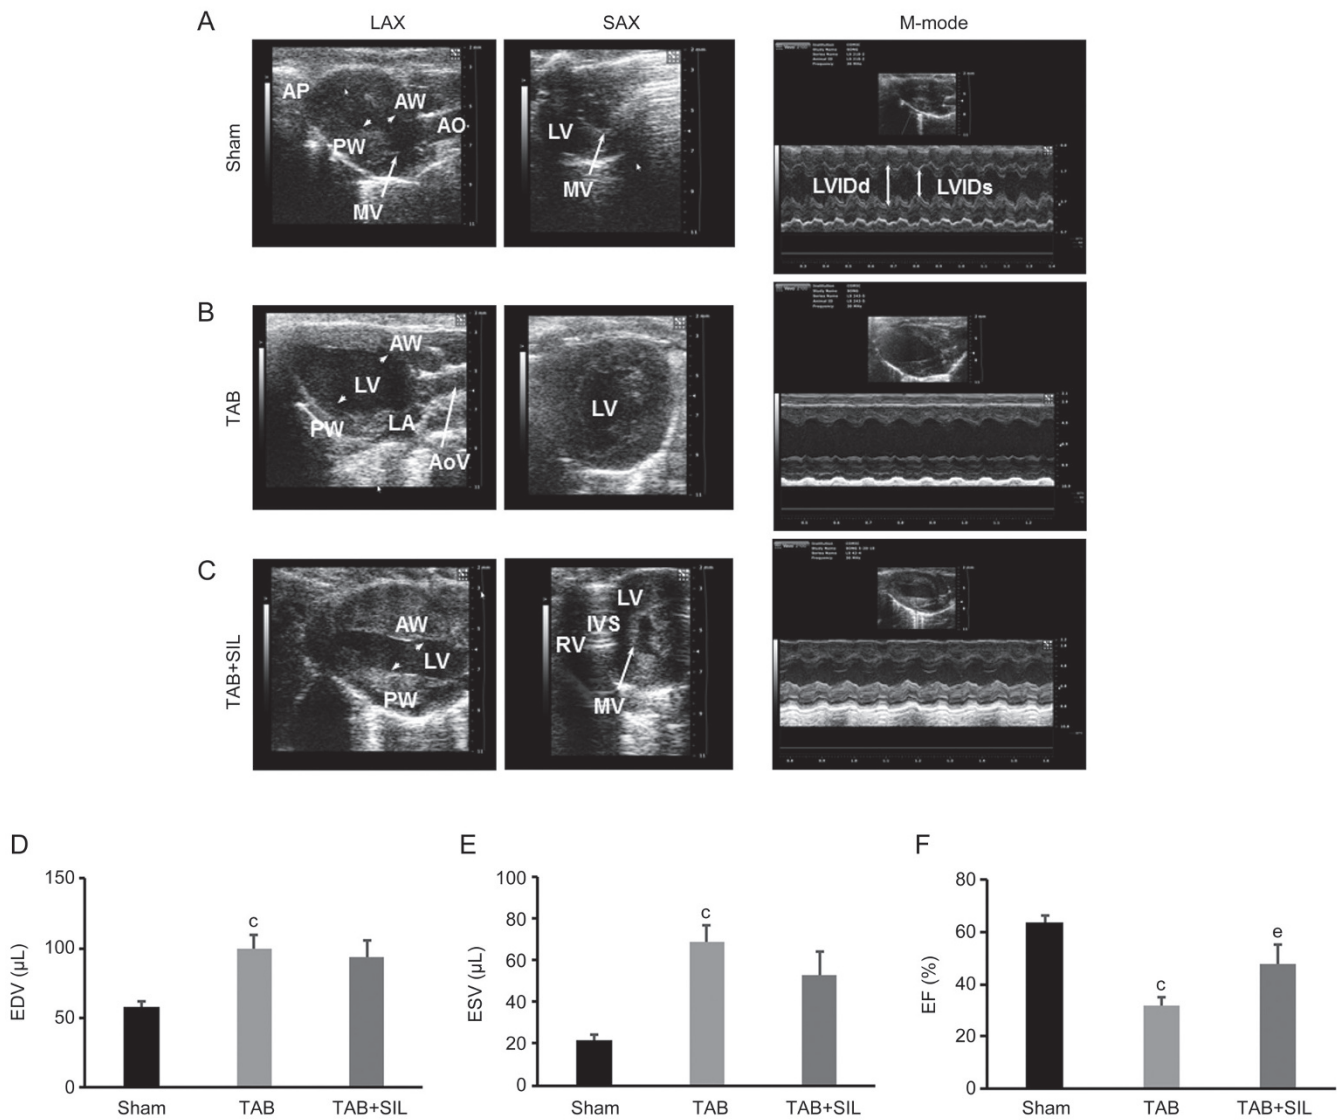 A LAX SAX M-mode
Sham
AP
AW
AO
PW
MV
LV
MV
LVIDd
LVIDs
B
TAB
AW
LV
PW
LA
AoV
LV
C
TAB+SIL
AW
LV
PW
LV
IVS
RV
MV
D
EDV (µL)
150
100
50
0
c
Sham TAB TAB+SIL
E
ESV (µL)
100
80
60
40
20
0
c
Sham TAB TAB+SIL
F
EF (%)
80
60
40
20
0
c
e
Sham TAB TAB+SIL